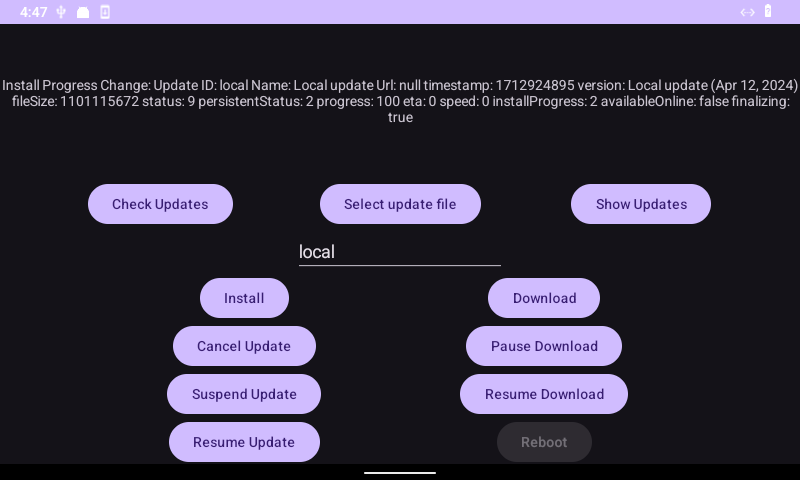 4:47
Install Progress Change: Update ID: local Name: Local update Url: null timestamp: 1712924895 version: Local update (Apr 12, 2024)
fileSize: 1101115672 status: 9 persistentStatus: 2 progress: 100 eta: 0 speed: 0 installProgress: 2 availableOnline: false finalizing:
true
Check Updates
Select update file
Show Updates
local
Install
Download
Cancel Update
Pause Download
Suspend Update
Resume Download
Resume Update
Reboot